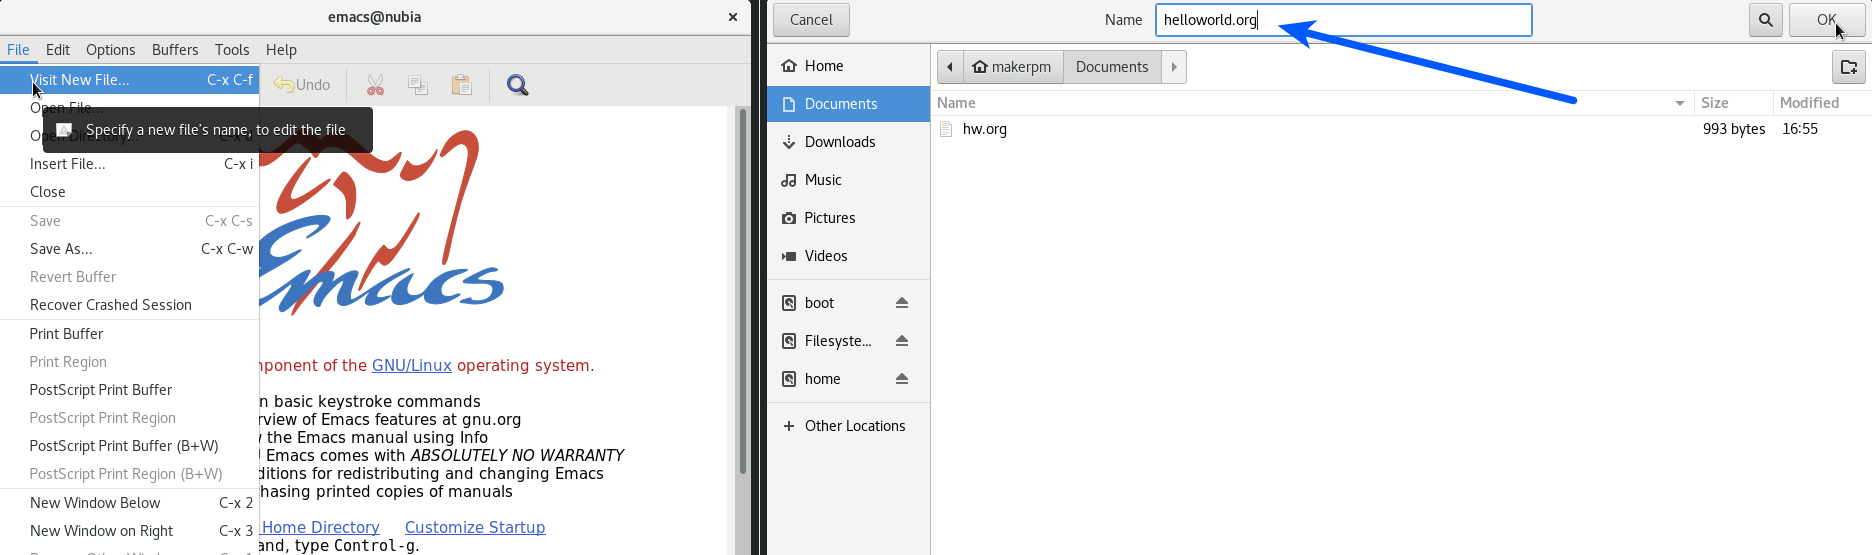 emacs@nubia
File Edit Options Buffers Tools Help
Visit New File... C-x C-f
Undo
Open File...
Specify a new file's name, to edit the file
Open Directory... C-x d
Insert File... C-x i
Close
Save C-x C-s
Save As... C-x C-w
Revert Buffer
Recover Crashed Session
Print Buffer
Print Region
PostScript Print Buffer
PostScript Print Region
PostScript Print Buffer (B+W)
PostScript Print Region (B+W)
New Window Below C-x 2
New Window on Right C-x 3
Emacs
ponent of the GNU/Linux operating system.
n basic keystroke commands
rview of Emacs features at gnu.org
the Emacs manual using Info
Emacs comes with ABSOLUTELY NO WARRANTY
ditions for redistributing and changing Emacs
hasing printed copies of manuals
Home Directory Customize Startup
and, type Control-g.
Cancel Name helloworld.org OK
Home
Documents
Downloads
Music
Pictures
Videos
boot
Filesyste...
home
Other Locations
makerpm Documents
Name Size Modified
hw.org 993 bytes 16:55